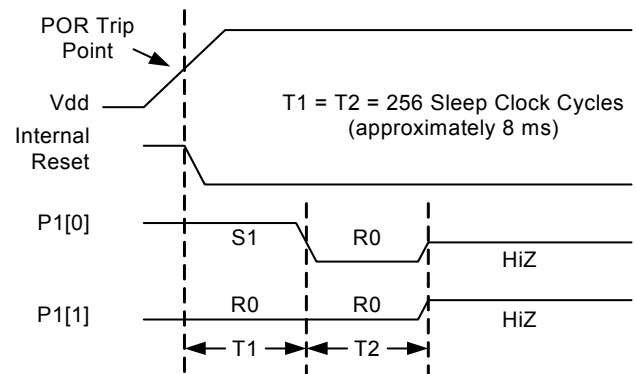 POR Trip
Point
Vdd
T1 = T2 = 256 Sleep Clock Cycles
(approximately 8 ms)
Internal
Reset
P1[0]
S1
R0
HiZ
P1[1]
R0
R0
HiZ
T1
T2